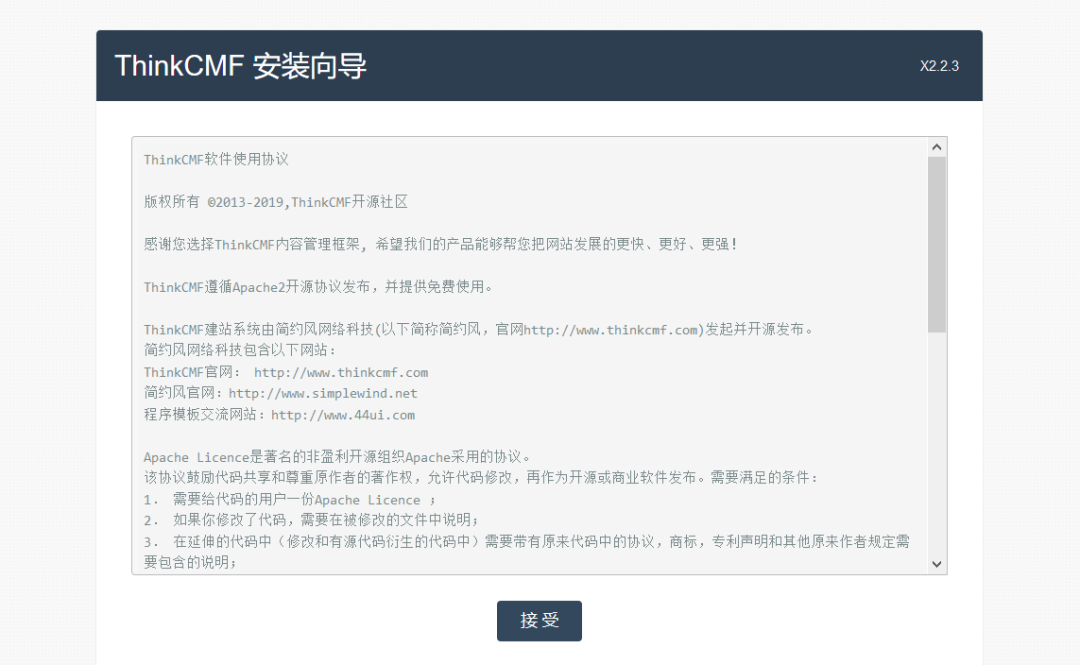 ThinkCMF 安装向导
X2.2.3
ThinkCMF软件使用协议
版权所有 ©2013-2019,ThinkCMF开源社区
感谢您选择ThinkCMF内容管理框架, 希望我们的产品能够帮您把网站发展的更快、更好、更强!
ThinkCMF遵循Apache2开源协议发布，并提供免费使用。
ThinkCMF建站系统由简约风网络科技(以下简称简约风，官网http://www.thinkcmf.com)发起并开源发布。
简约风网络科技包含以下网站：
ThinkCMF官网： http://www.thinkcmf.com
简约风官网：http://www.simplewind.net
程序模板交流网站：http://www.44ui.com
Apache Licence是著名的非盈利开源组织Apache采用的协议。
该协议鼓励代码共享和尊重原作者的著作权，允许代码修改，再作为开源或商业软件发布。需要满足的条件：
1． 需要给代码的用户一份Apache Licence ；
2． 如果你修改了代码，需要在被修改的文件中说明；
3． 在延伸的代码中（修改和有源代码衍生的代码中）需要带有原来代码中的协议，商标，专利声明和其他原来作者规定需
要包含的说明；
接受